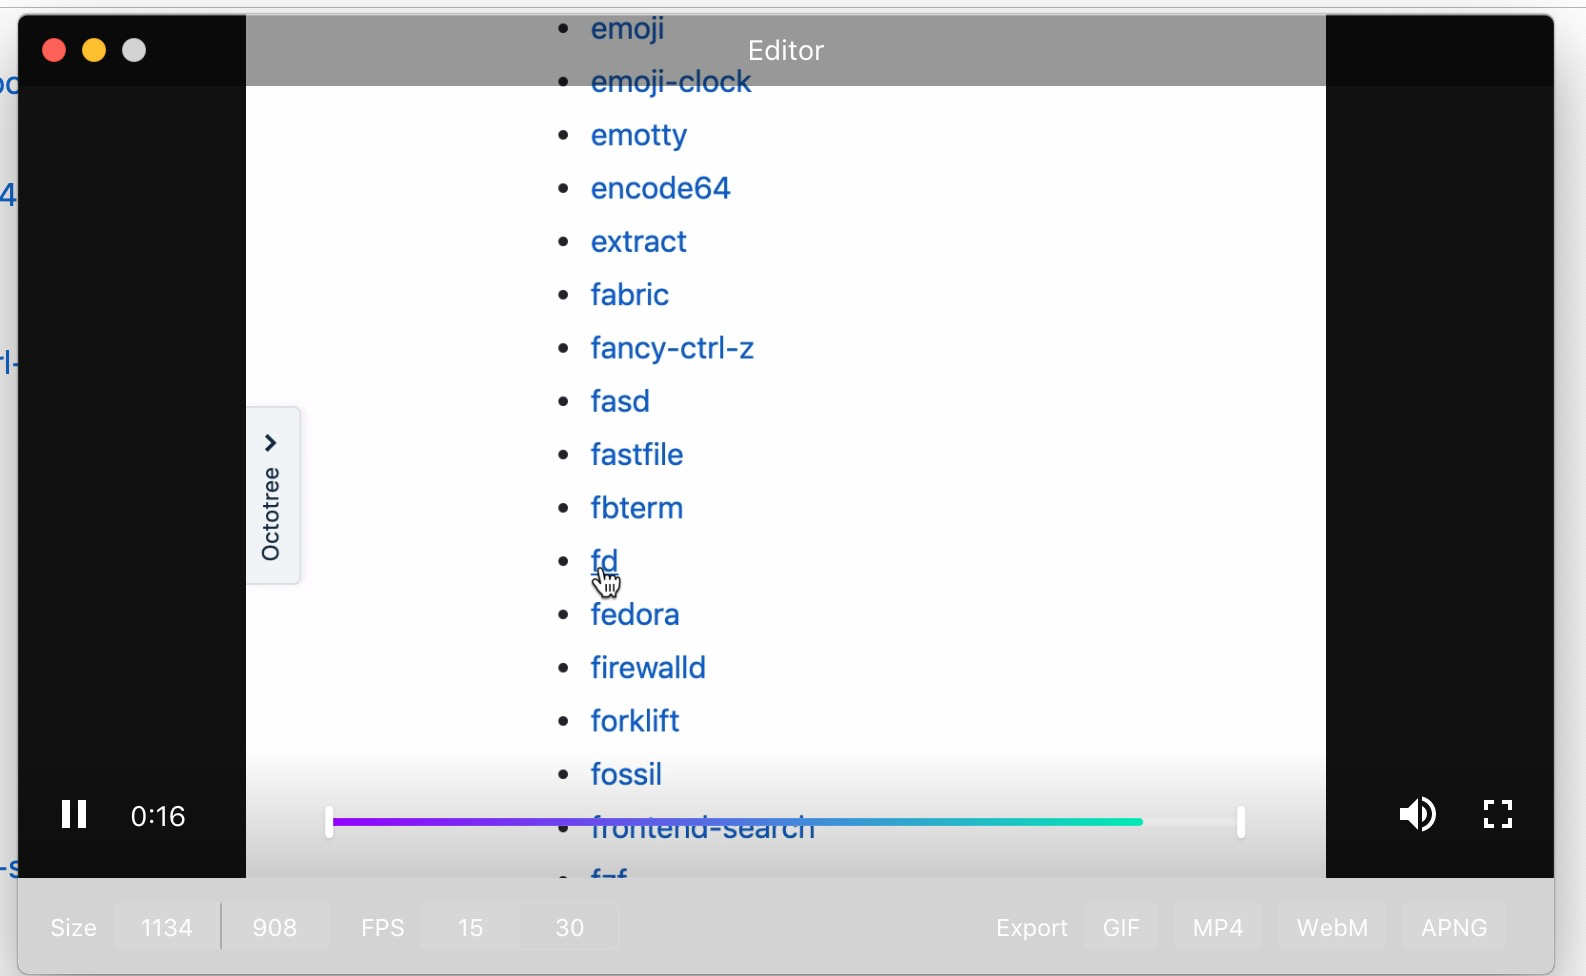 Editor
emoji
emoji-clock
emotty
encode64
extract
fabric
fancy-ctrl-z
fasd
fastfile
fbterm
fd
fedora
firewalld
forklift
fossil
frontend-search
fzf
Octotree
0:16
Size 1134 908 FPS 15 30 Export GIF MP4 WebM APNG